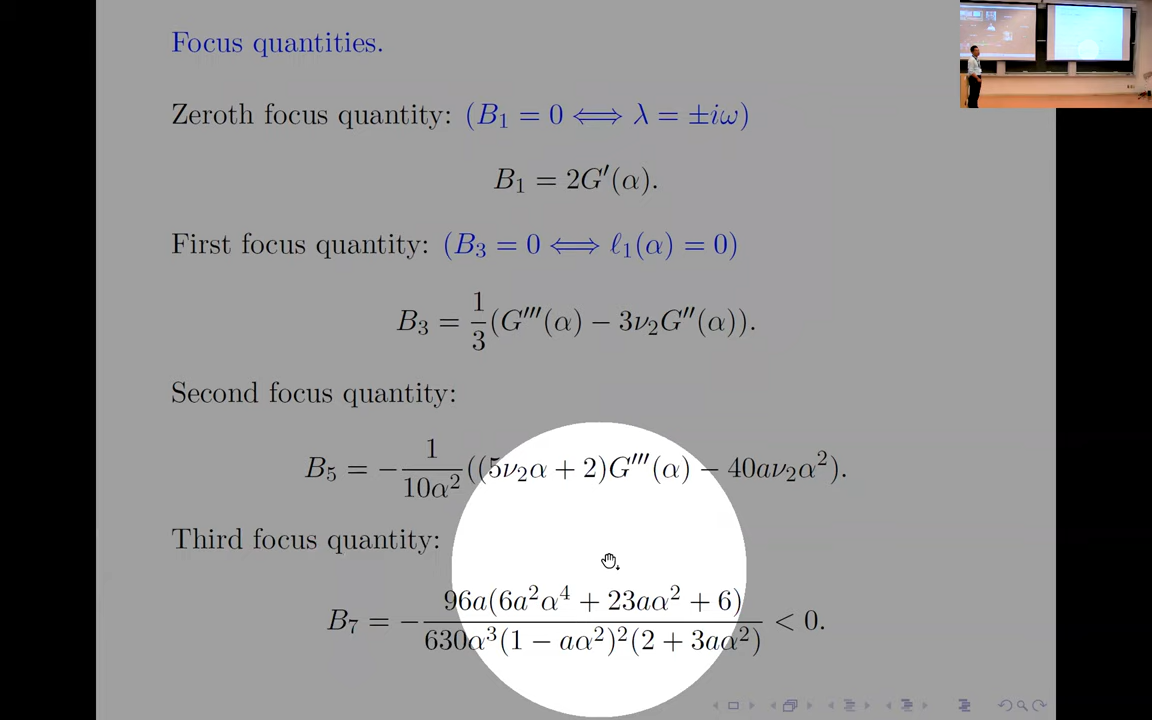 Focus quantities.
Zeroth focus quantity: (B₁ = 0 ⟺ λ = ±iω)
B₁ = 2G′(α).
First focus quantity: (B₃ = 0 ⟺ ℓ₁(α) = 0)
B₃ = 1/3 (G‴(α) − 3ν₂G″(α)).
Second focus quantity:
B₅ = − 1/10α² ((5ν₂α + 2)G‴(α) − 40aν₂α²).
Third focus quantity:
B₇ = − 96a(6a²α⁴ + 23aα² + 6) / 630α³(1 − aα²)²(2 + 3aα²) < 0.